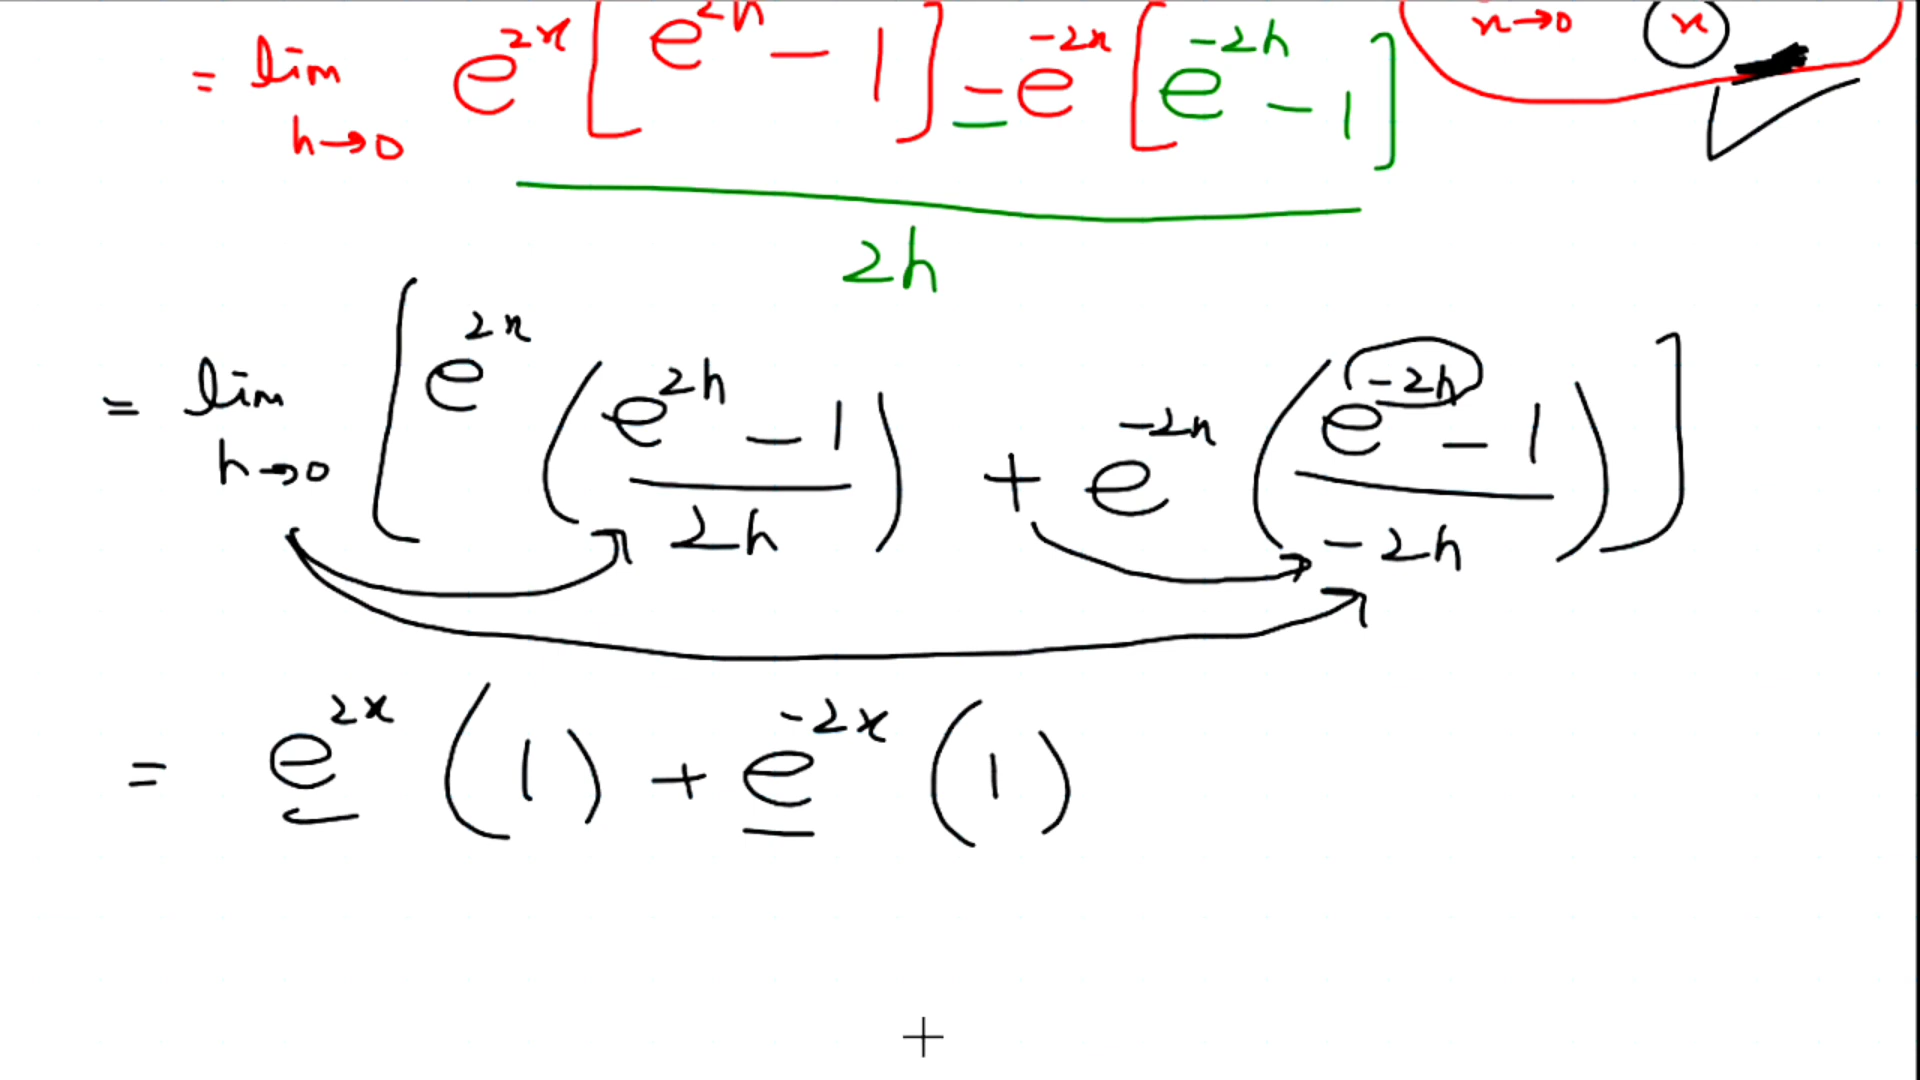 = lim h→0 e^{2x}[e^{2h} - 1] = e^{-2x}[e^{-2h} - 1] / 2h
x→0 x
= lim h→0 [e^{2x}((e^{2h} - 1)/2h) + e^{-2x}((e^{-2h} - 1)/-2h)]
= e^{2x}(1) + e^{-2x}(1)